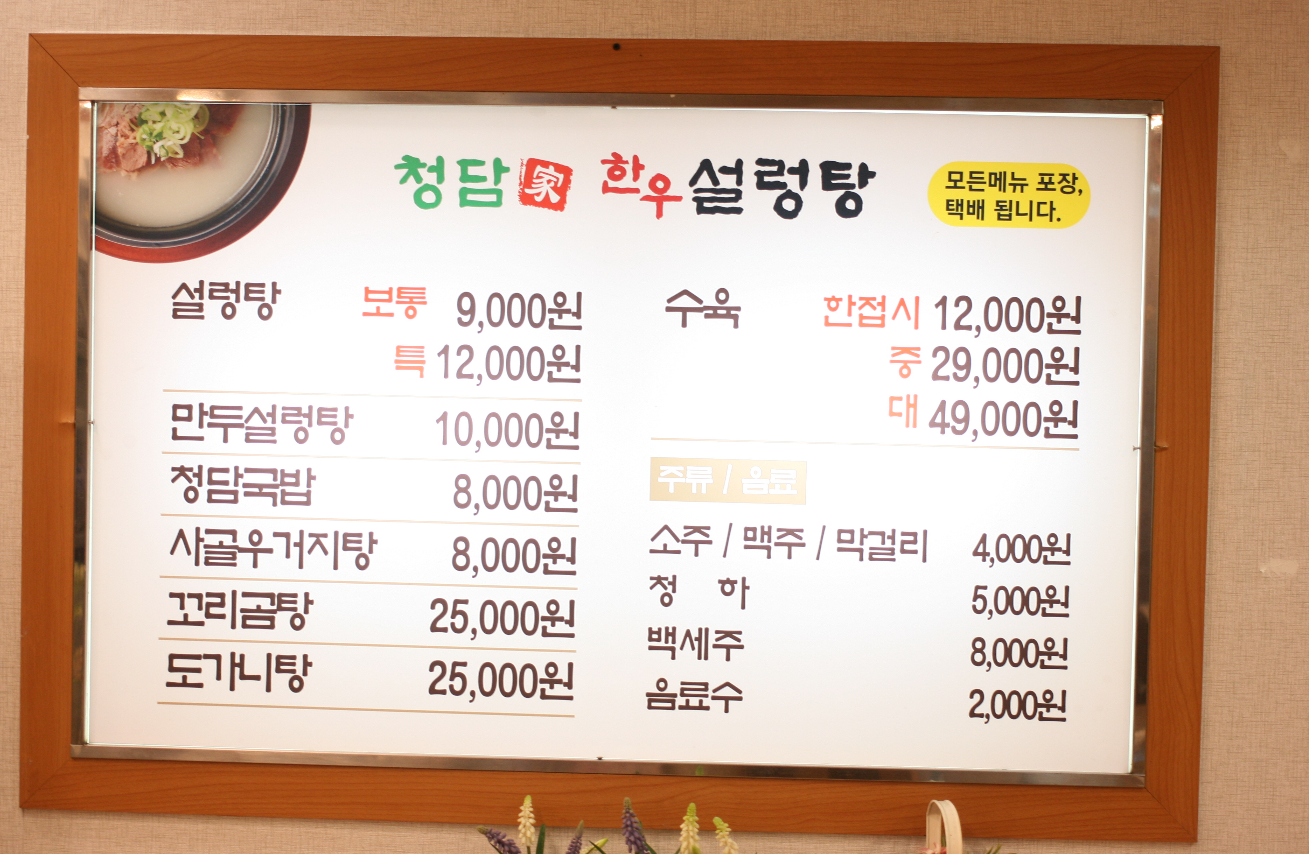 청담家 한우설렁탕
모든메뉴 포장,
택배 됩니다.
설렁탕 보통 9,000원
특 12,000원
만두설렁탕 10,000원
청담국밥 8,000원
사골우거지탕 8,000원
꼬리곰탕 25,000원
도가니탕 25,000원
수육 한접시 12,000원
중 29,000원
대 49,000원
주류 / 음료
소주 / 맥주 / 막걸리 4,000원
청 하 5,000원
백세주 8,000원
음료수 2,000원